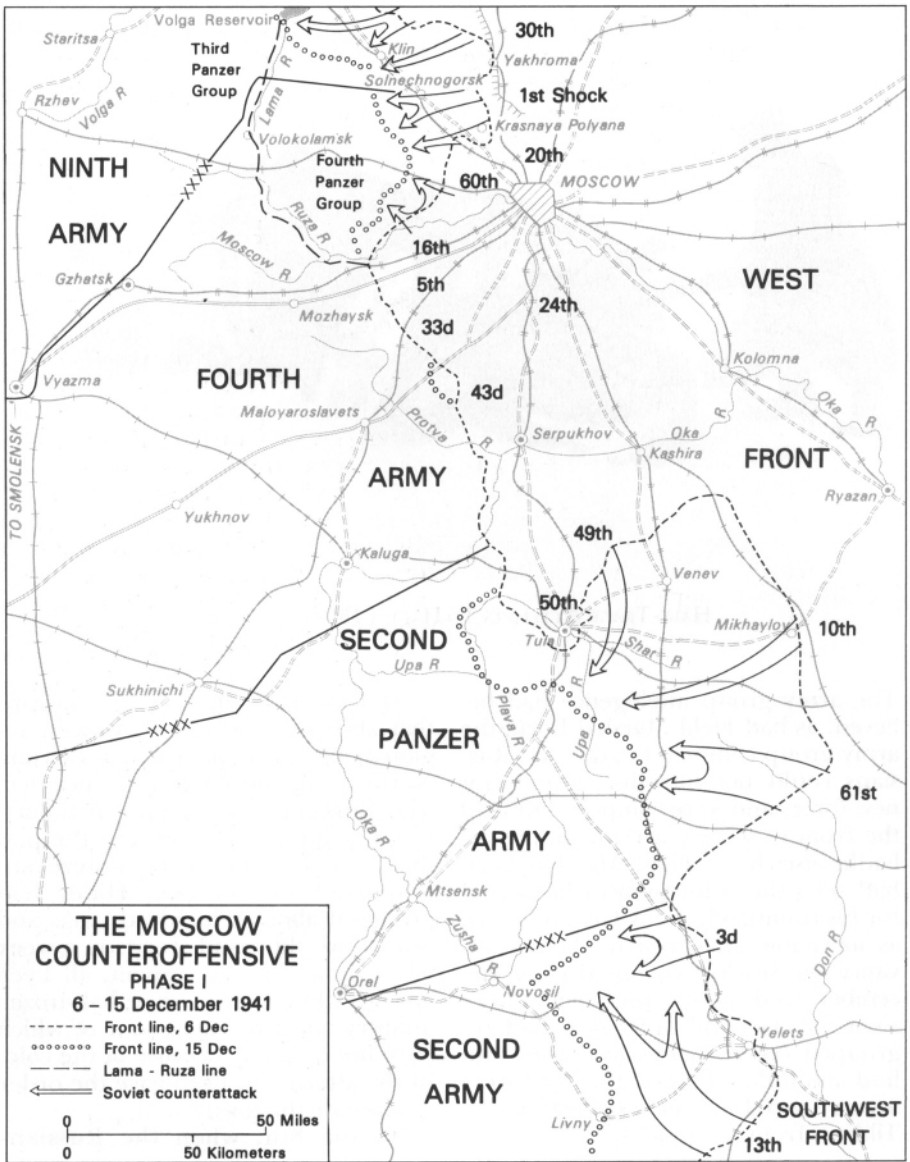 Volga Reservoir
Staritsa
Third
Panzer
Group
Klin
30th
Yakhroma
Solnechnogorsk
Lama R
1st Shock
Rzhev
Volga R
Volokolamsk
Krasnaya Polyana
NINTH
ARMY
XXXX
Fourth
Panzer
Group
20th
60th
MOSCOW
Ruza R
16th
Moscow R
Gzhatsk
5th
WEST
Mozhaysk
24th
33d
Kolomna
Vyazma
FOURTH
43d
Oka R
Maloyaroslavets
Protva R
Serpukhov
Oka R
Kashira
FRONT
ARMY
Ryazan
TO SMOLENSK
Yukhnov
49th
Kaluga
Venev
50th
Mikhaylov
10th
SECOND
Tula
Shar R
Upa R
Sukhinichi
Plava R
Upa R
XXXX
PANZER
61st
Oka R
ARMY
Mtsensk
Zusha R
XXXX
3d
Don R
Orel
Novosil
Yelets
SECOND
ARMY
Livny
13th
SOUTHWEST
FRONT
THE MOSCOW
COUNTEROFFENSIVE
PHASE I
6 – 15 December 1941
Front line, 6 Dec
Front line, 15 Dec
Lama - Ruza line
Soviet counterattack
0 50 Miles
0 50 Kilometers